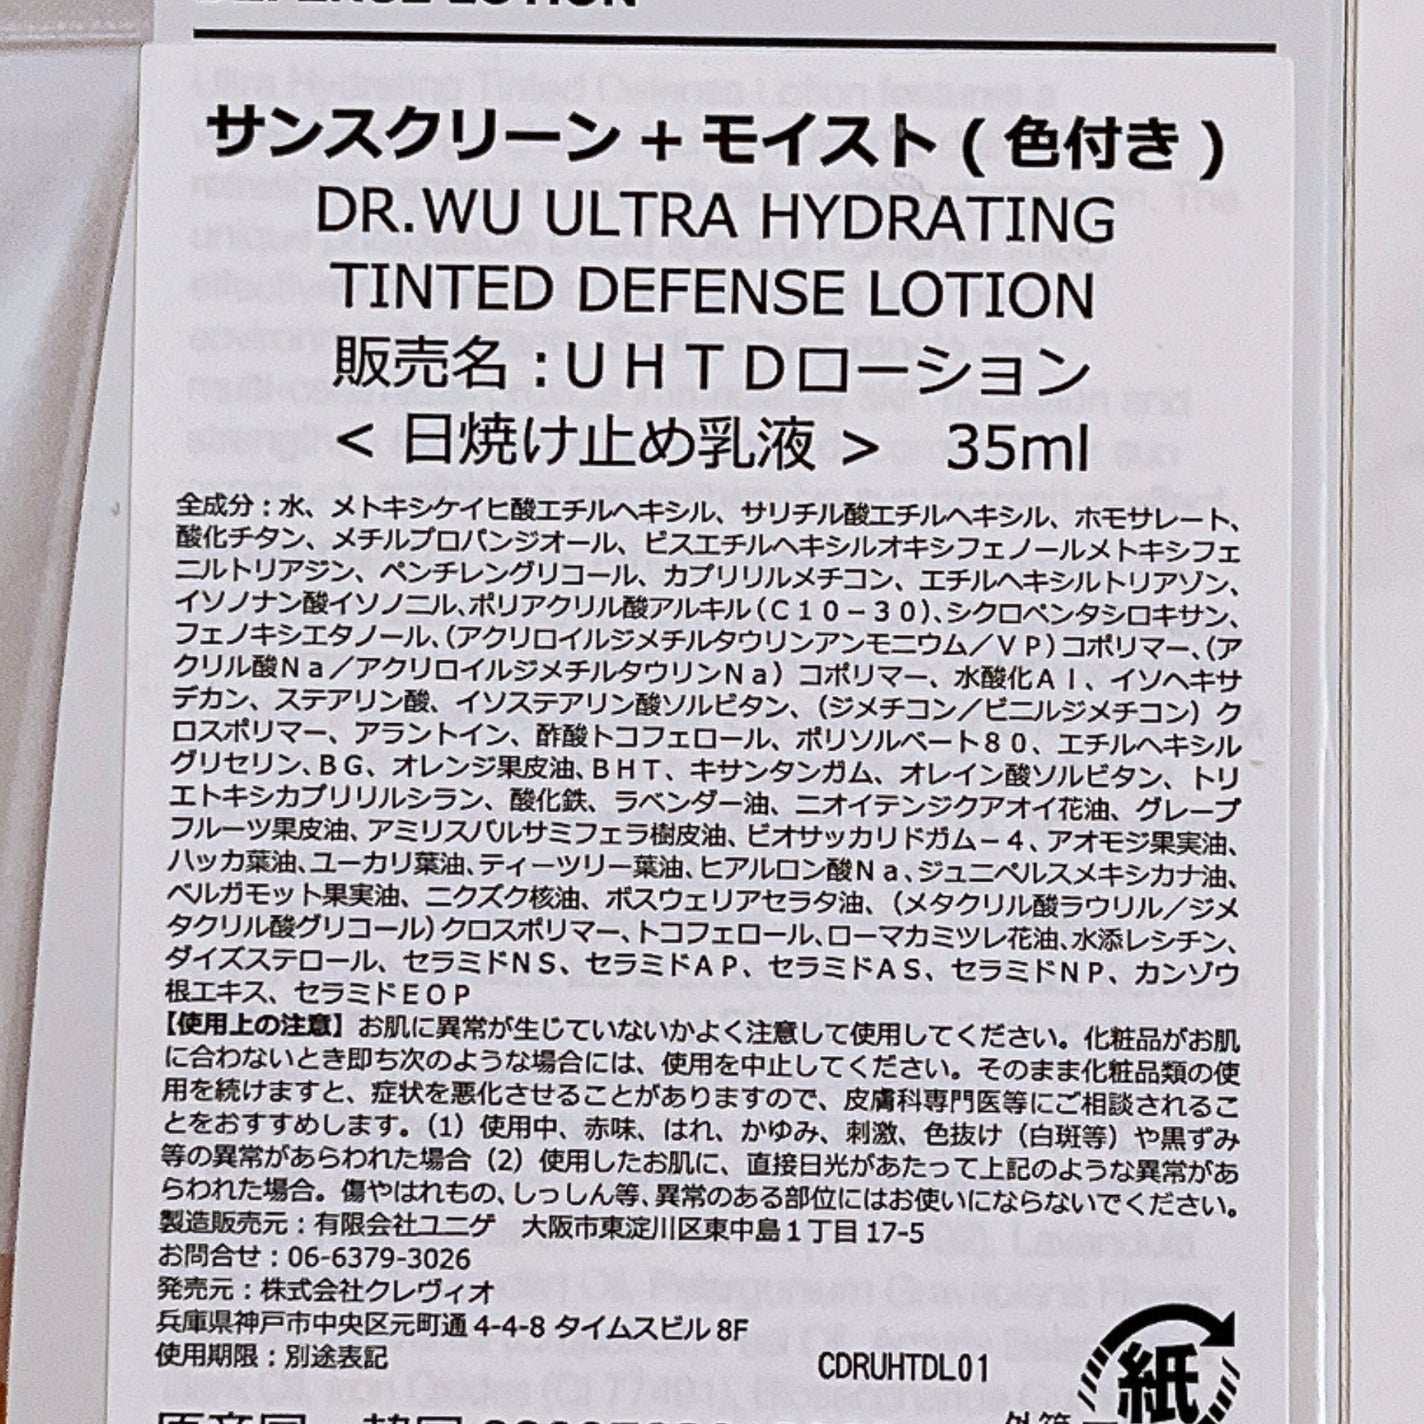 DEFENSE LOTION
サンスクリーン＋モイスト(色付き)
DR.WU ULTRA HYDRATING
TINTED DEFENSE LOTION
販売名：ＵＨＴＤローション
＜日焼け止め乳液＞　35ml
全成分：水、メトキシケイヒ酸エチルヘキシル、サリチル酸エチルヘキシル、ホモサレート、
酸化チタン、メチルプロパンジオール、ビスエチルヘキシルオキシフェノールメトキシフェ
ニルトリアジン、ペンチレングリコール、カプリリルメチコン、エチルヘキシルトリアゾン、
イソノナン酸イソノニル､ポリアクリル酸アルキル（Ｃ１０－３０）､シクロペンタシロキサン、
フェノキシエタノール､（アクリロイルジメチルタウリンアンモニウム／ＶＰ）コポリマー､（ア
クリル酸Ｎａ／アクリロイルジメチルタウリンＮａ）コポリマー、水酸化Ａｌ、イソヘキサ
デカン、ステアリン酸、イソステアリン酸ソルビタン、（ジメチコン／ビニルジメチコン）ク
ロスポリマー、アラントイン、酢酸トコフェロール、ポリソルベート８０、エチルヘキシル
グリセリン､ＢＧ、オレンジ果皮油､ＢＨＴ、キサンタンガム、オレイン酸ソルビタン、トリ
エトキシカプリリルシラン、酸化鉄、ラベンダー油、ニオイテンジクアオイ花油、グレープ
フルーツ果皮油､アミリスバルサミフェラ樹皮油､ビオサッカリドガム－４､アオモジ果実油、
ハッカ葉油､ユーカリ葉油､ティーツリー葉油､ヒアルロン酸Ｎａ､ジュニペルスメキシカナ油、
ベルガモット果実油、ニクズク核油、ボスウェリアセラタ油、（メタクリル酸ラウリル／ジメ
タクリル酸グリコール）クロスポリマー､トコフェロール､ローマカミツレ花油､水添レシチン、
ダイズステロール、セラミドＮＳ、セラミドＡＰ、セラミドＡＳ、セラミドＮＰ、カンゾウ
根エキス、セラミドＥＯＰ
【使用上の注意】お肌に異常が生じていないかよく注意して使用してください。化粧品がお肌
に合わないとき即ち次のような場合には、使用を中止してください。そのまま化粧品類の使
用を続けますと、症状を悪化させることがありますので、皮膚科専門医等にご相談されるこ
とをおすすめします。（1）使用中、赤味、はれ、かゆみ、刺激、色抜け（白斑等）や黒ずみ
等の異常があらわれた場合（2）使用したお肌に、直接日光があたって上記のような異常があ
らわれた場合。傷やはれもの､しっしん等､異常のある部位にはお使いにならないでください。
製造販売元：有限会社ユニゲ　大阪市東淀川区東中島１丁目 17-5
お問合せ：06-6379-3026
発売元：株式会社クレヴィオ
兵庫県神戸市中央区元町通 4-4-8 タイムスビル 8F
使用期限：別途表記
CDRUHTDL01
紙